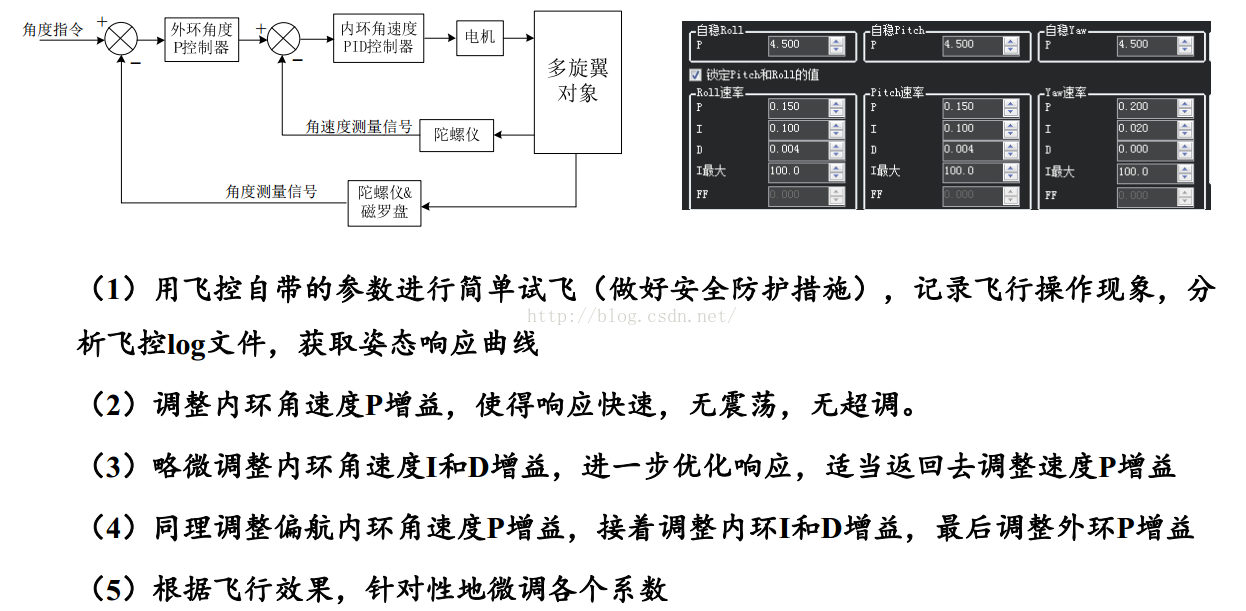 角度指令
+
外环角度
P控制器
+
内环角速度
PID控制器
电机
多旋翼
对象
−
−
角速度测量信号
陀螺仪
角度测量信号
陀螺仪&
磁罗盘
自稳Roll
P 4.500
自稳Pitch
P 4.500
自稳Yaw
P 4.500
锁定Pitch和Roll的值
Roll速率
P 0.150
I 0.100
D 0.004
I最大 100.0
FF 0.000
Pitch速率
P 0.150
I 0.100
D 0.004
I最大 100.0
FF 0.000
Yaw速率
P 0.200
I 0.020
D 0.000
I最大 100.0
FF 0.000
（1）用飞控自带的参数进行简单试飞（做好安全防护措施），记录飞行操作现象，分
http://blog.csdn.net/
析飞控log文件，获取姿态响应曲线
（2）调整内环角速度P增益，使得响应快速，无震荡，无超调。
（3）略微调整内环角速度I和D增益，进一步优化响应，适当返回去调整速度P增益
（4）同理调整偏航内环角速度P增益，接着调整内环I和D增益，最后调整外环P增益
（5）根据飞行效果，针对性地微调各个系数